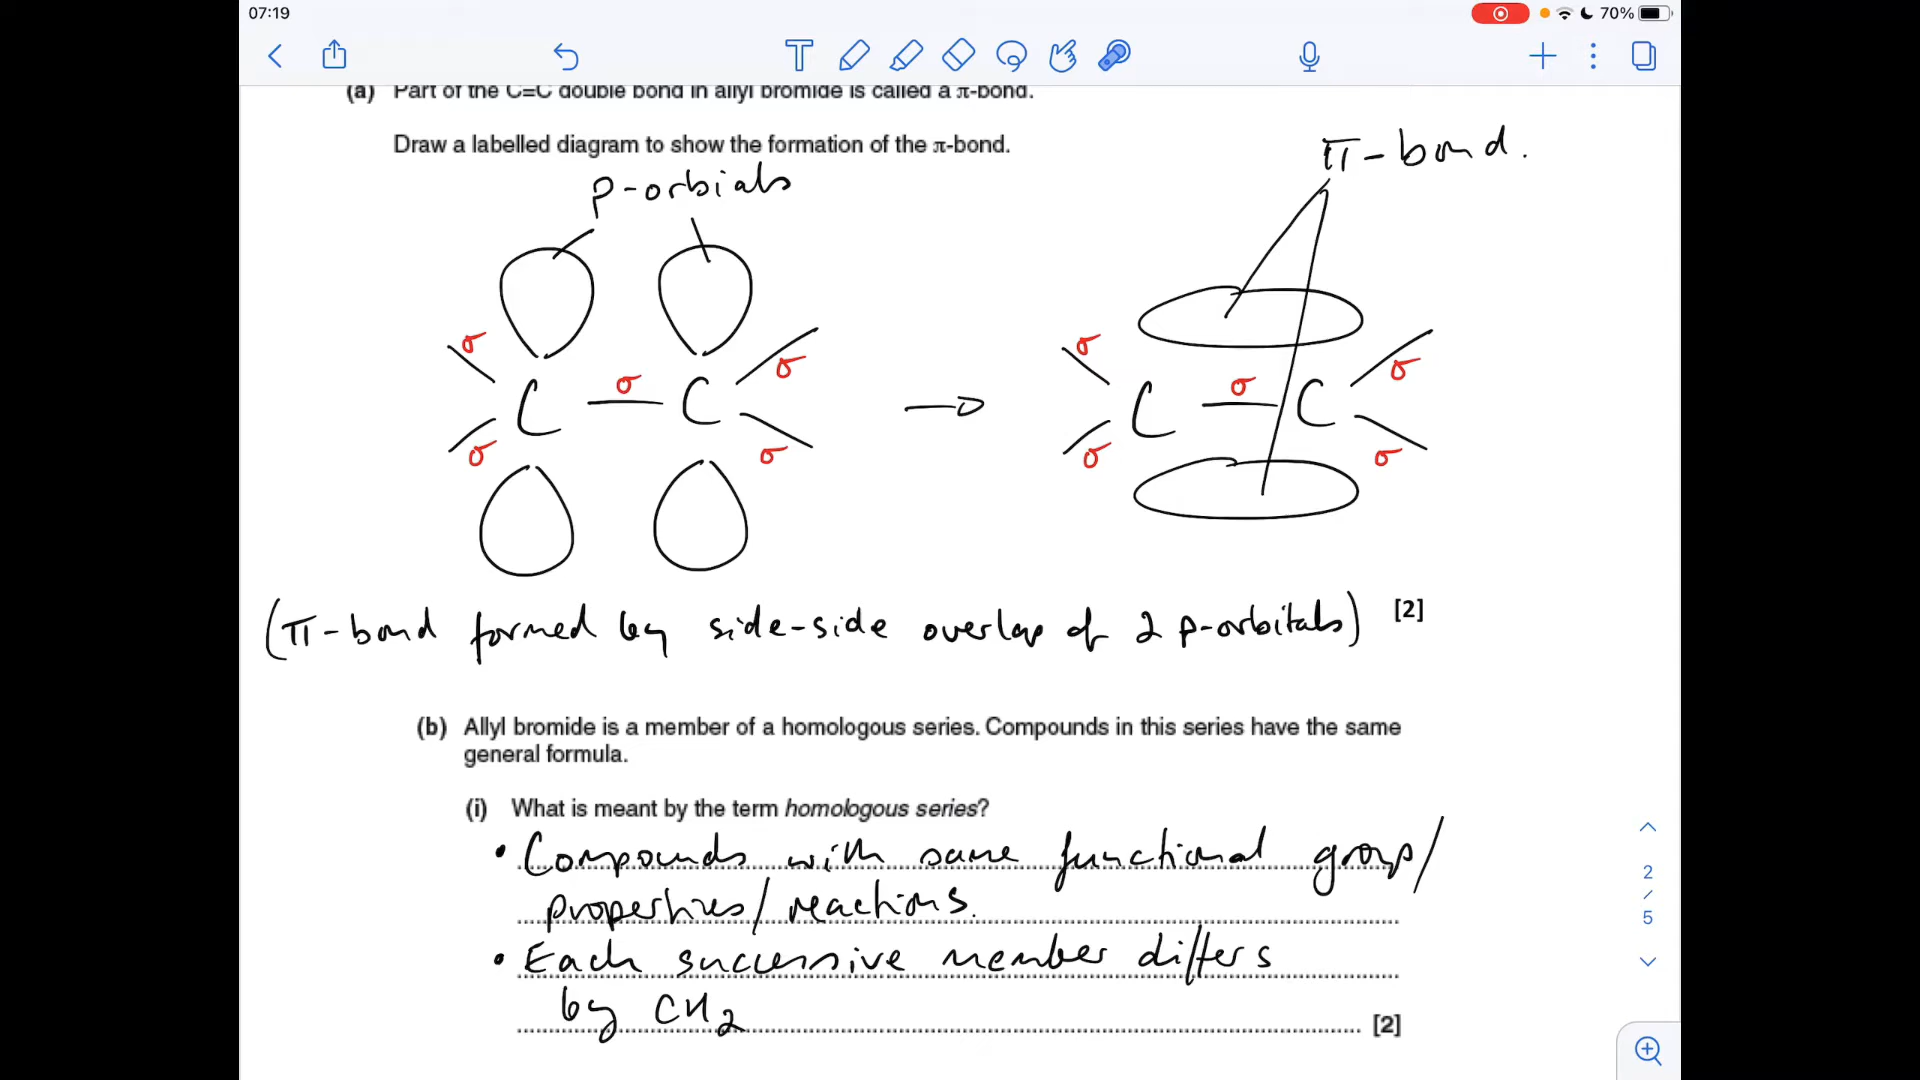 07:19
70%
(a) Part of the C=C double bond in allyl bromide is called a π-bond.
Draw a labelled diagram to show the formation of the π-bond.
π-bond.
p-orbials
σ σ σ σ σ
C C
σ σ σ σ σ
C C
(π-bond formed by side-side overlap of 2 p-orbitals) [2]
(b) Allyl bromide is a member of a homologous series. Compounds in this series have the same
general formula.
(i) What is meant by the term homologous series?
• Compounds with same functional group/
properties/reactions.
• Each successive member differs
by CH2
[2]
2
/
5